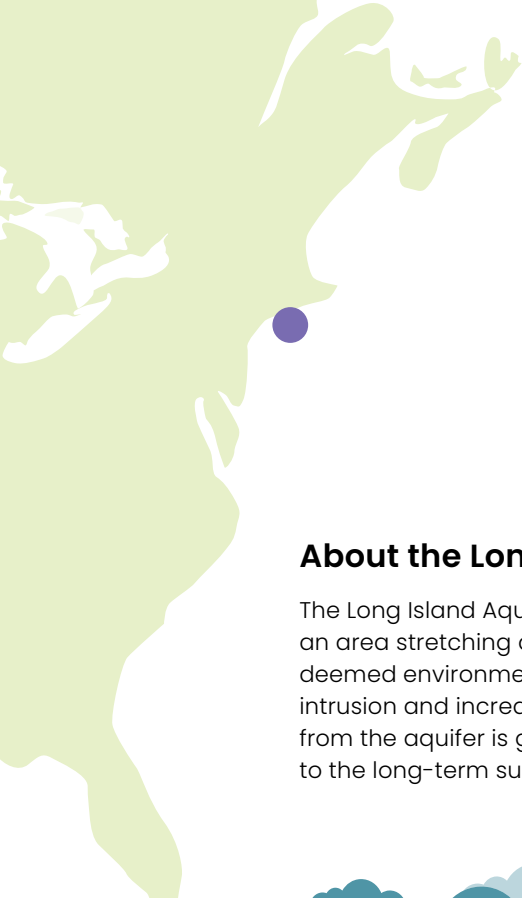 About the Lon
The Long Island Aqu
an area stretching
deemed environme
intrusion and increa
from the aquifer is
to the long-term su